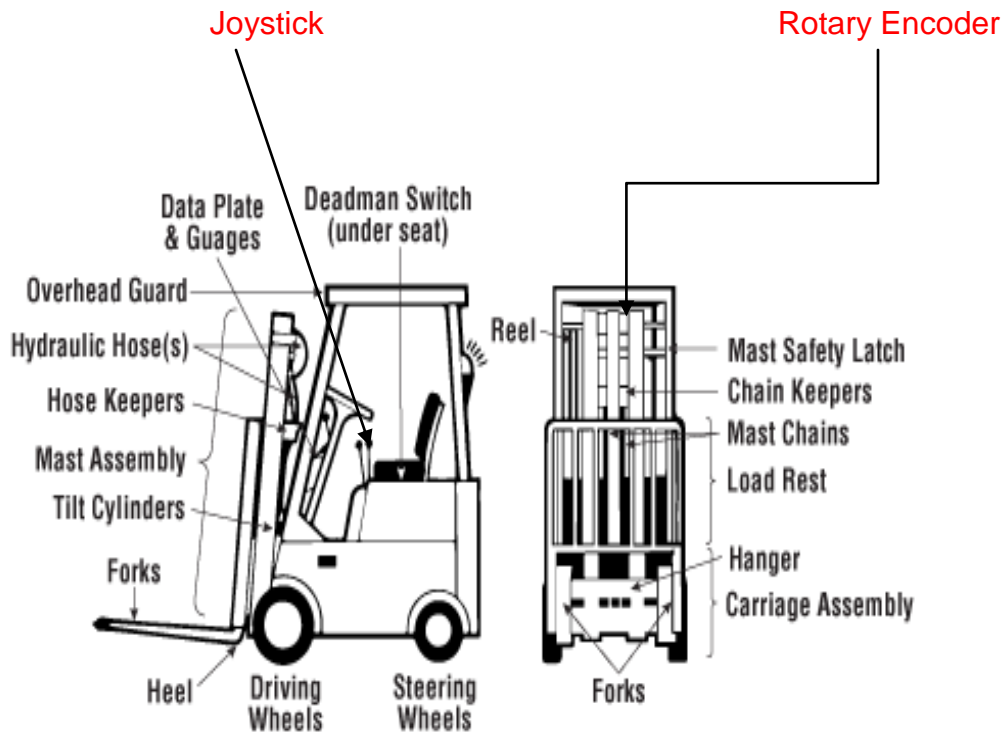 Joystick
Rotary Encoder
Data Plate
& Guages
Deadman Switch
(under seat)
Overhead Guard
Hydraulic Hose(s)
Hose Keepers
Mast Assembly
Tilt Cylinders
Forks
Heel
Driving
Wheels
Steering
Wheels
Reel
Mast Safety Latch
Chain Keepers
Mast Chains
Load Rest
Hanger
Carriage Assembly
Forks